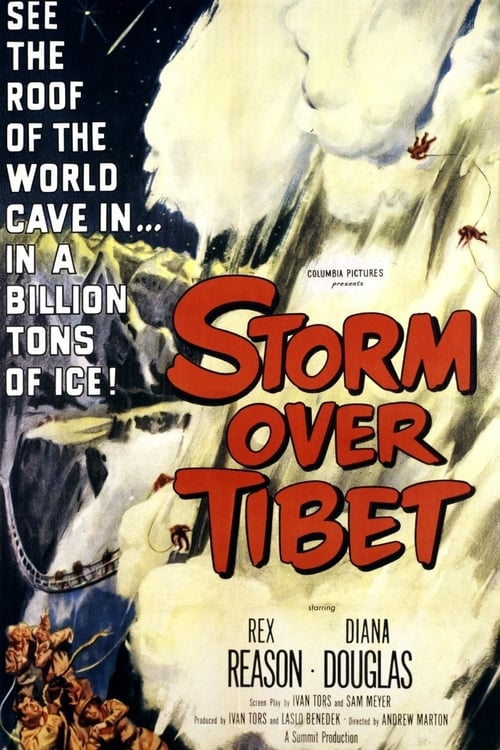 SEE
THE
ROOF
OF THE
WORLD
CAVE IN...
IN A
BILLION
TONS
OF ICE!
COLUMBIA PICTURES
presents
STORM
OVER
TIBET
starring
REX DIANA
REASON · DOUGLAS
Screen Play by IVAN TORS and SAM MEYER
Produced by IVAN TORS and LASLO BENEDEK · Directed by ANDREW MARTON
A Summit Production